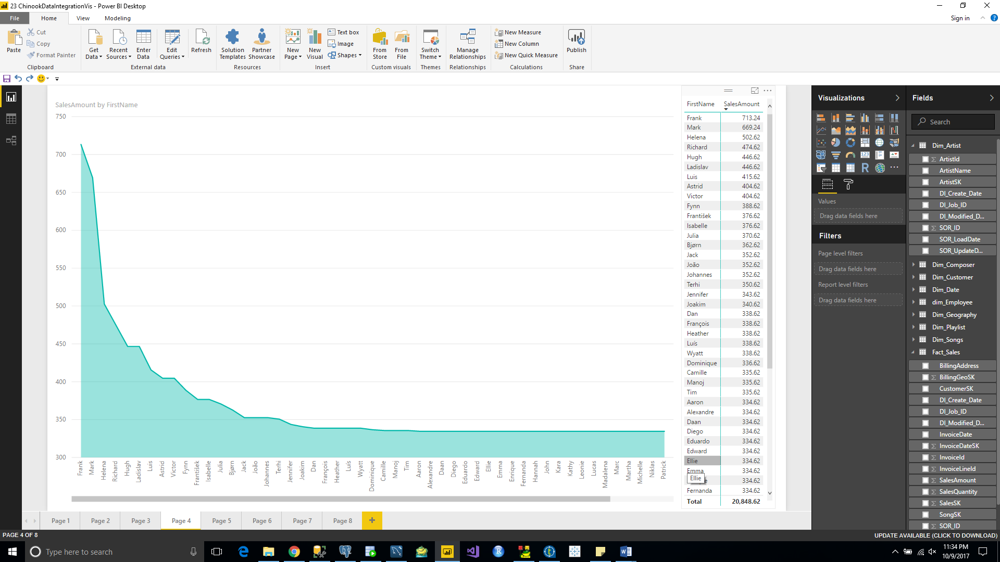 23 ChinookDataIntegrationVis - Power BI Desktop
File Home View Modeling
Sign in
Paste
Cut
Copy
Format Painter
Clipboard
Get Data
Recent Sources
Enter Data
Edit Queries
Refresh
External data
Solution Templates
Partner Showcase
Resources
New Page
New Visual
Text box
Image
Shapes
Insert
From Store
From File
Custom visuals
Switch Theme
Themes
Manage Relationships
Relationships
New Measure
New Column
New Quick Measure
Calculations
Publish
Share
SalesAmount by FirstName
750
700
650
600
550
500
450
400
350
300
Frank
Mark
Helena
Richard
Hugh
Ladislav
Luis
Astrid
Victor
Fynn
František
Isabelle
Julia
Bjørn
Jack
João
Johannes
Terhi
Jennifer
Joakim
Dan
François
Heather
Luís
Wyatt
Dominique
Camille
Manoj
Tim
Aaron
Alexandre
Daan
Diego
Eduardo
Edward
Ellie
Emma
Enrique
Fernanda
Hannah
John
Kara
Kathy
Leonie
Lucas
Madalena
Marc
Martha
Michelle
Niklas
Patrick
FirstName SalesAmount
Frank 713.24
Mark 669.24
Helena 502.62
Richard 474.62
Hugh 446.62
Ladislav 446.62
Luis 415.62
Astrid 404.62
Victor 404.62
Fynn 388.62
František 376.62
Isabelle 376.62
Julia 370.62
Bjørn 362.62
Jack 352.62
João 352.62
Johannes 352.62
Terhi 350.62
Jennifer 343.62
Joakim 340.62
Dan 338.62
François 338.62
Heather 338.62
Luís 338.62
Wyatt 338.62
Dominique 336.62
Camille 335.62
Manoj 335.62
Tim 335.62
Aaron 334.62
Alexandre 334.62
Daan 334.62
Diego 334.62
Eduardo 334.62
Edward 334.62
Ellie 334.62
Emma 334.62
Ellie
334.62
Fernanda 334.62
Total 20,848.62
Visualizations
Values
Drag data fields here
Filters
Page level filters
Drag data fields here
Report level filters
Drag data fields here
Fields
Search
Dim_Artist
ArtistId
ArtistName
ArtistSK
DI_Create_Date
DI_Job_ID
DI_Modified_D...
SOR_ID
SOR_LoadDate
SOR_UpdateD...
Dim_Composer
Dim_Customer
Dim_Date
dim_Employee
Dim_Geography
Dim_Playlist
Dim_Songs
Fact_Sales
BillingAddress
BillingGeoSK
CustomerSK
DI_Create_Date
DI_Job_ID
DI_Modified_D...
InvoiceDate
InvoiceDateSK
InvoiceId
InvoiceLineId
SalesAmount
SalesQuantity
SalesSK
SongSK
SOR_ID
Page 1 Page 2 Page 3 Page 4 Page 5 Page 6 Page 7 Page 8
PAGE 4 OF 8
UPDATE AVAILABLE (CLICK TO DOWNLOAD)
Type here to search
11:34 PM
10/9/2017